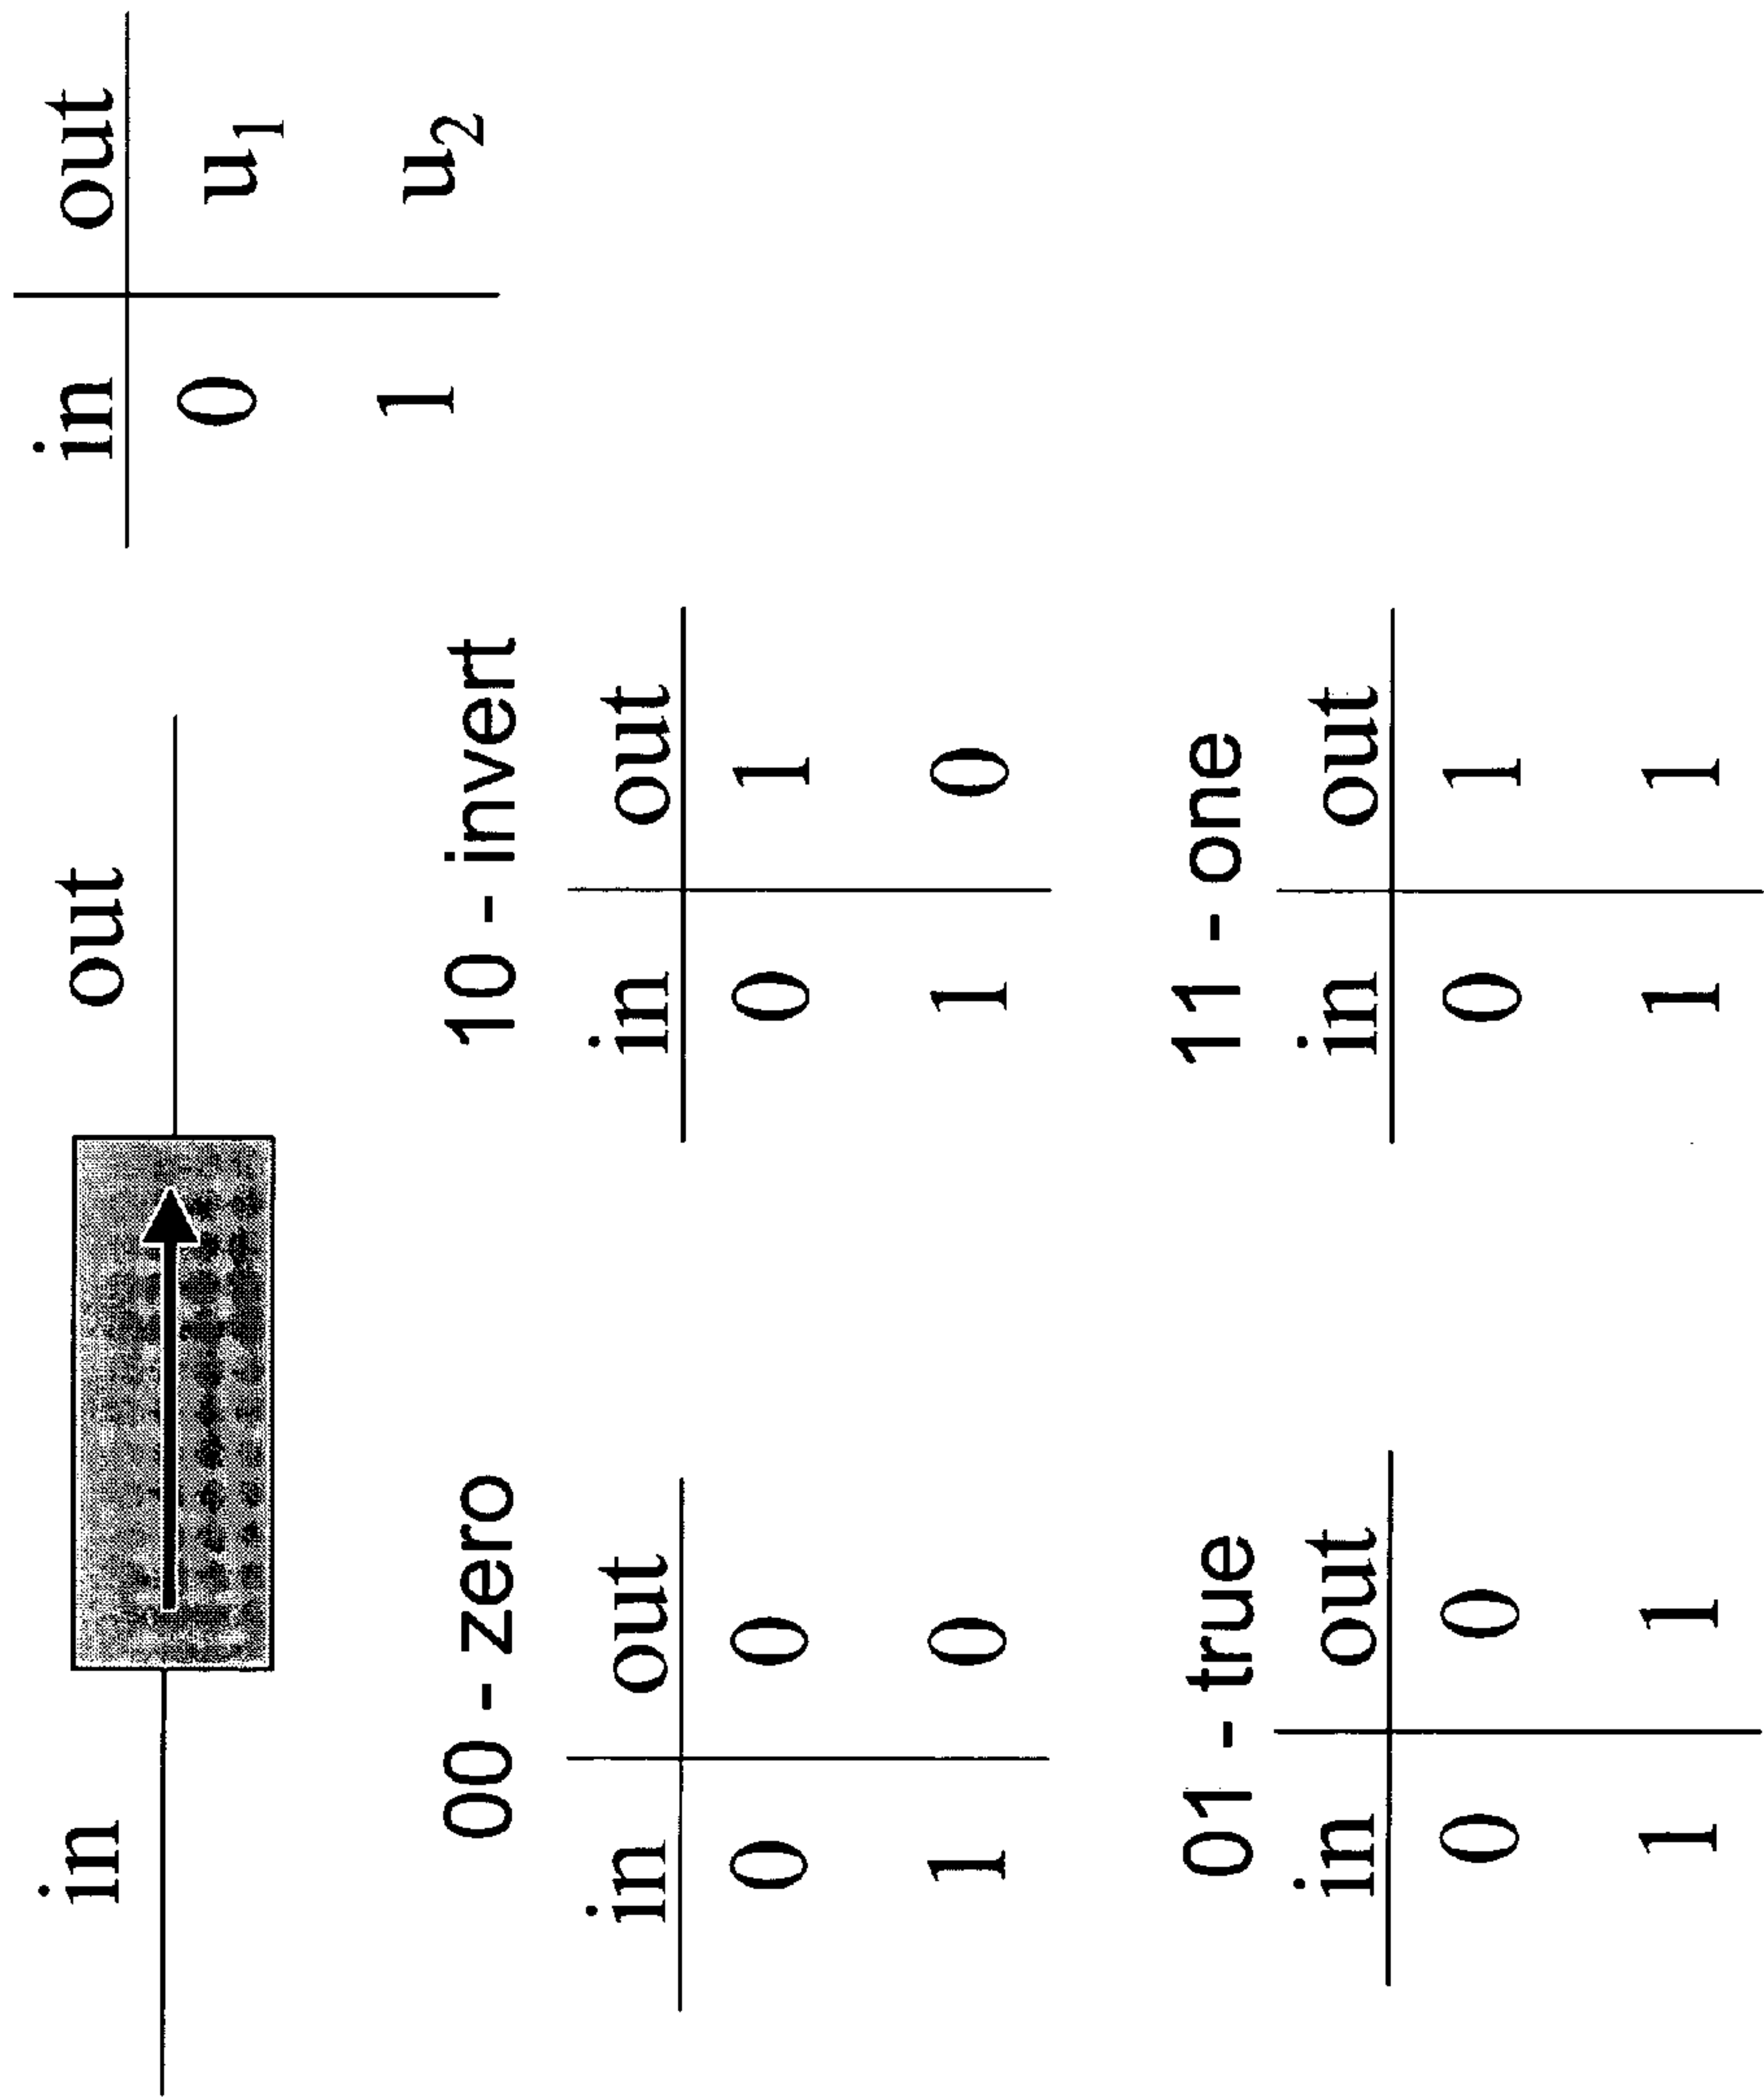 in out
in out
0 u₁
1 u₂
00 - zero
in out
0 0
1 0
10 - invert
in out
0 1
1 0
01 - true
in out
0 0
1 1
11 - one
in out
0 1
1 1